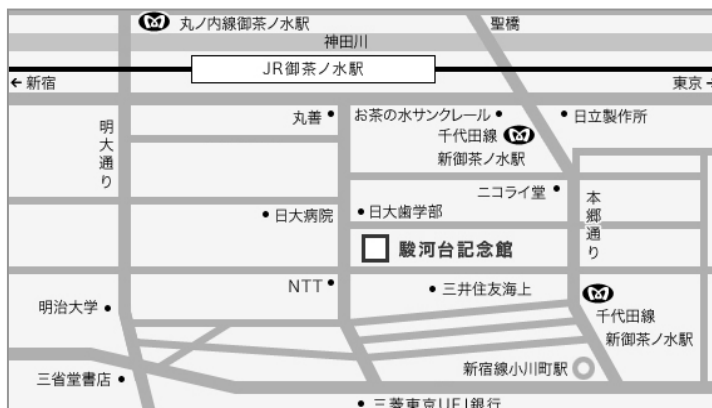 丸ノ内線御茶ノ水駅
聖橋
神田川
JR御茶ノ水駅
←新宿
東京→
明大通り
丸善
お茶の水サンクレール
日立製作所
千代田線
新御茶ノ水駅
ニコライ堂
本郷通り
日大病院
日大歯学部
駿河台記念館
NTT
三井住友海上
明治大学
千代田線
新御茶ノ水駅
新宿線小川町駅
三省堂書店
三菱東京UFJ銀行